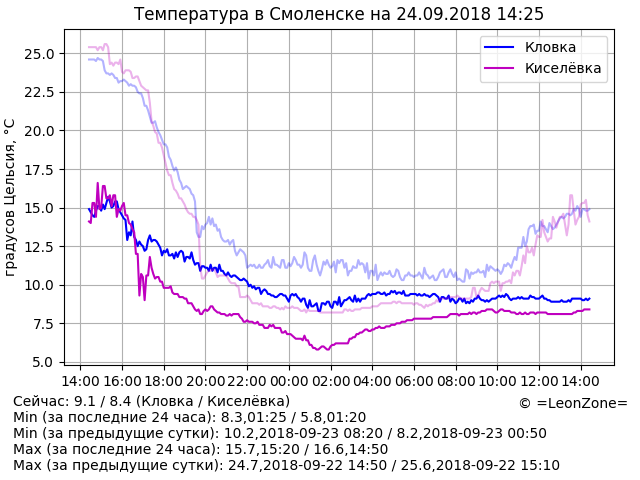 Температура в Смоленске на 24.09.2018 14:25
Кловка
Киселёвка
градусов Цельсия, °C
25.0
22.5
20.0
17.5
15.0
12.5
10.0
7.5
5.0
14:00 16:00 18:00 20:00 22:00 00:00 02:00 04:00 06:00 08:00 10:00 12:00 14:00
Сейчас: 9.1 / 8.4 (Кловка / Киселёвка)
© =LeonZone=
Min (за последние 24 часа): 8.3,01:25 / 5.8,01:20
Min (за предыдущие сутки): 10.2,2018-09-23 08:20 / 8.2,2018-09-23 00:50
Max (за последние 24 часа): 15.7,15:20 / 16.6,14:50
Max (за предыдущие сутки): 24.7,2018-09-22 14:50 / 25.6,2018-09-22 15:10